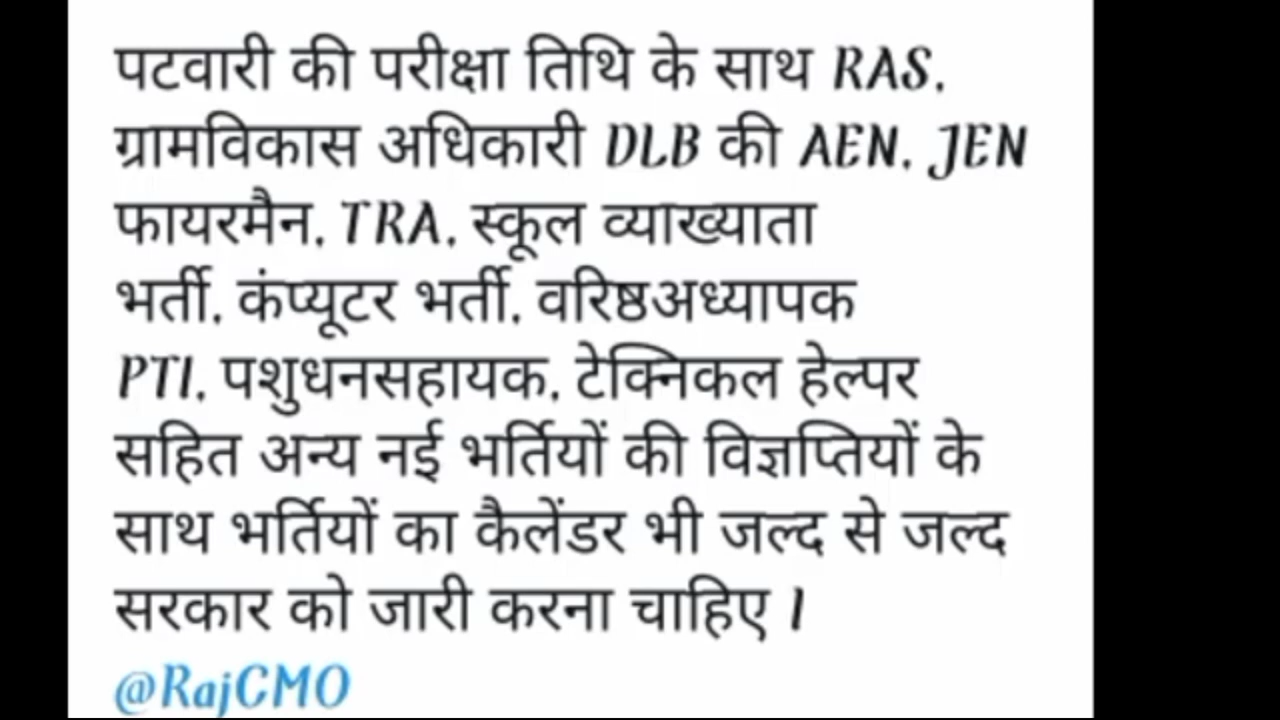 पटवारी की परीक्षा तिथि के साथ RAS,
ग्रामविकास अधिकारी DLB की AEN, JEN
फायरमैन, TRA, स्कूल व्याख्याता
भर्ती, कंप्यूटर भर्ती, वरिष्ठअध्यापक
PTI, पशुधनसहायक, टेक्निकल हेल्पर
सहित अन्य नई भर्तियों की विज्ञप्तियों के
साथ भर्तियों का कैलेंडर भी जल्द से जल्द
सरकार को जारी करना चाहिए I
@RajCMO